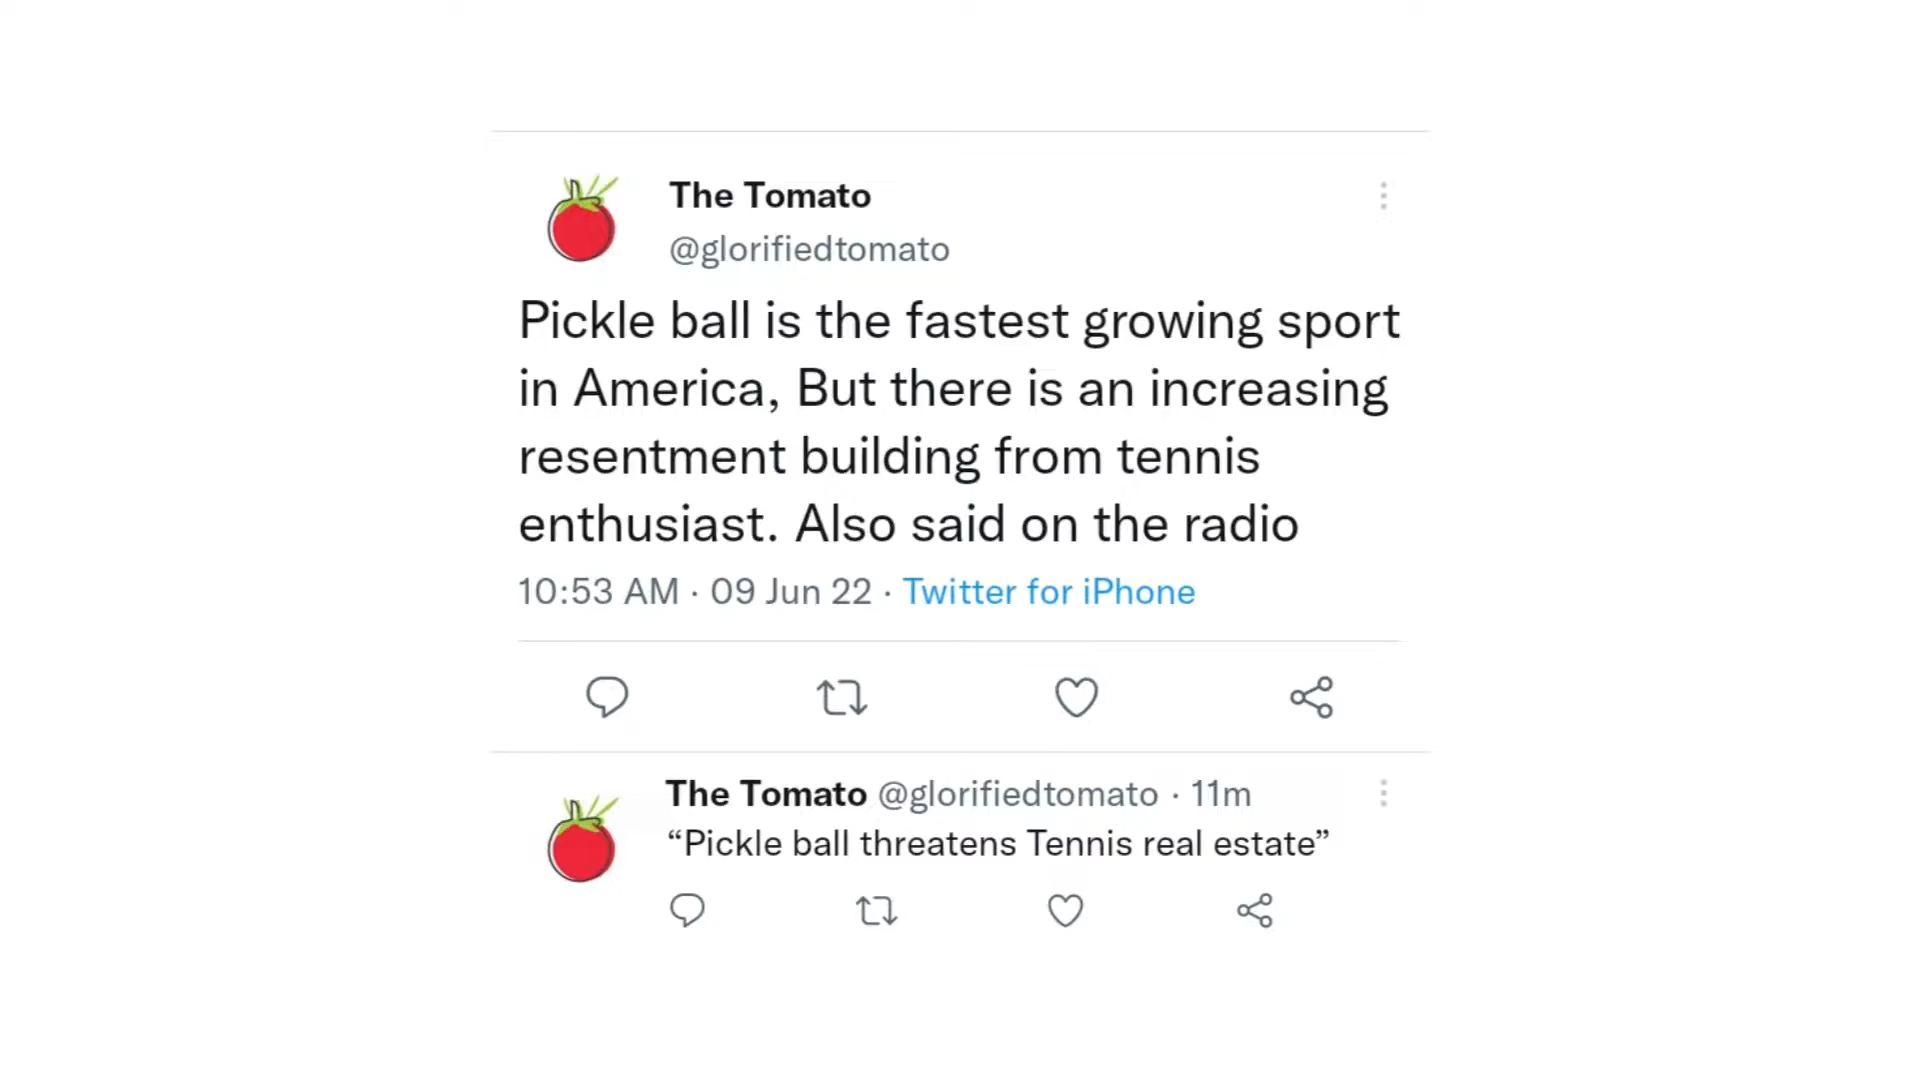 The Tomato
@glorifiedtomato
Pickle ball is the fastest growing sport
in America, But there is an increasing
resentment building from tennis
enthusiast. Also said on the radio
10:53 AM · 09 Jun 22 · Twitter for iPhone
The Tomato @glorifiedtomato · 11m
“Pickle ball threatens Tennis real estate”